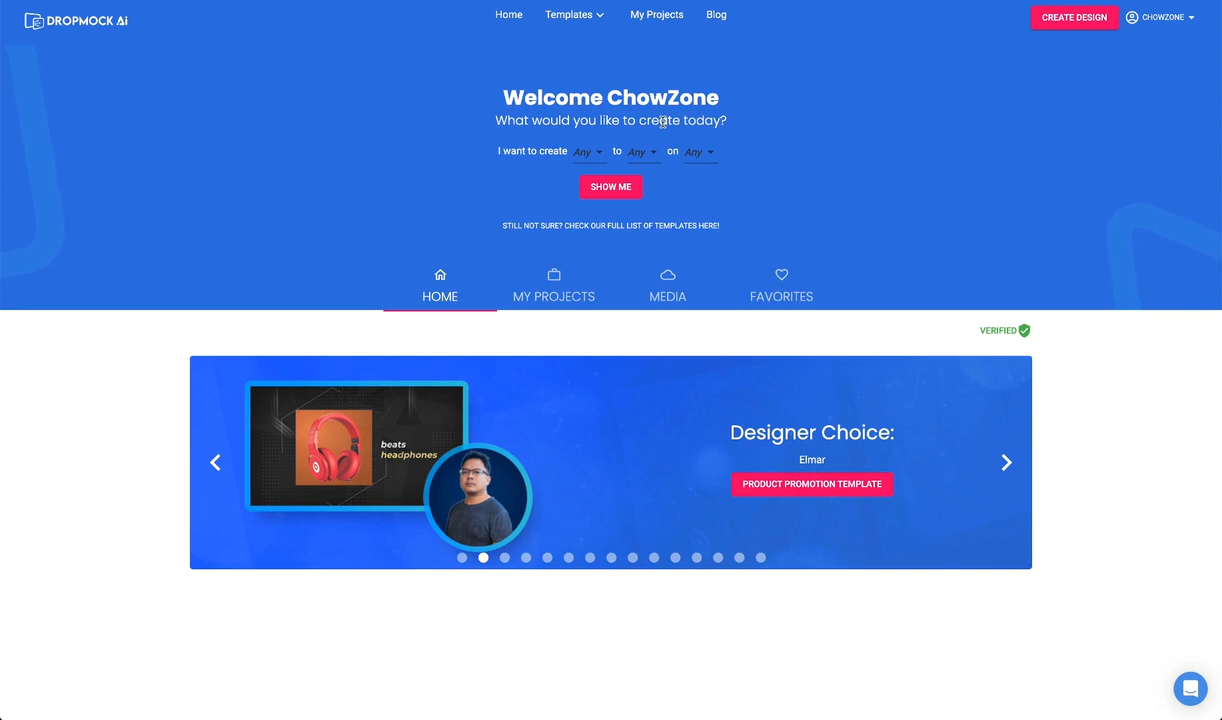 DROPMOCK Ai
Home Templates My Projects Blog
CREATE DESIGN CHOWZONE
Welcome ChowZone
What would you like to create today?
I want to create Any to Any on Any
SHOW ME
STILL NOT SURE? CHECK OUR FULL LIST OF TEMPLATES HERE!
HOME MY PROJECTS MEDIA FAVORITES
VERIFIED
beats
headphones
Designer Choice:
Elmar
PRODUCT PROMOTION TEMPLATE